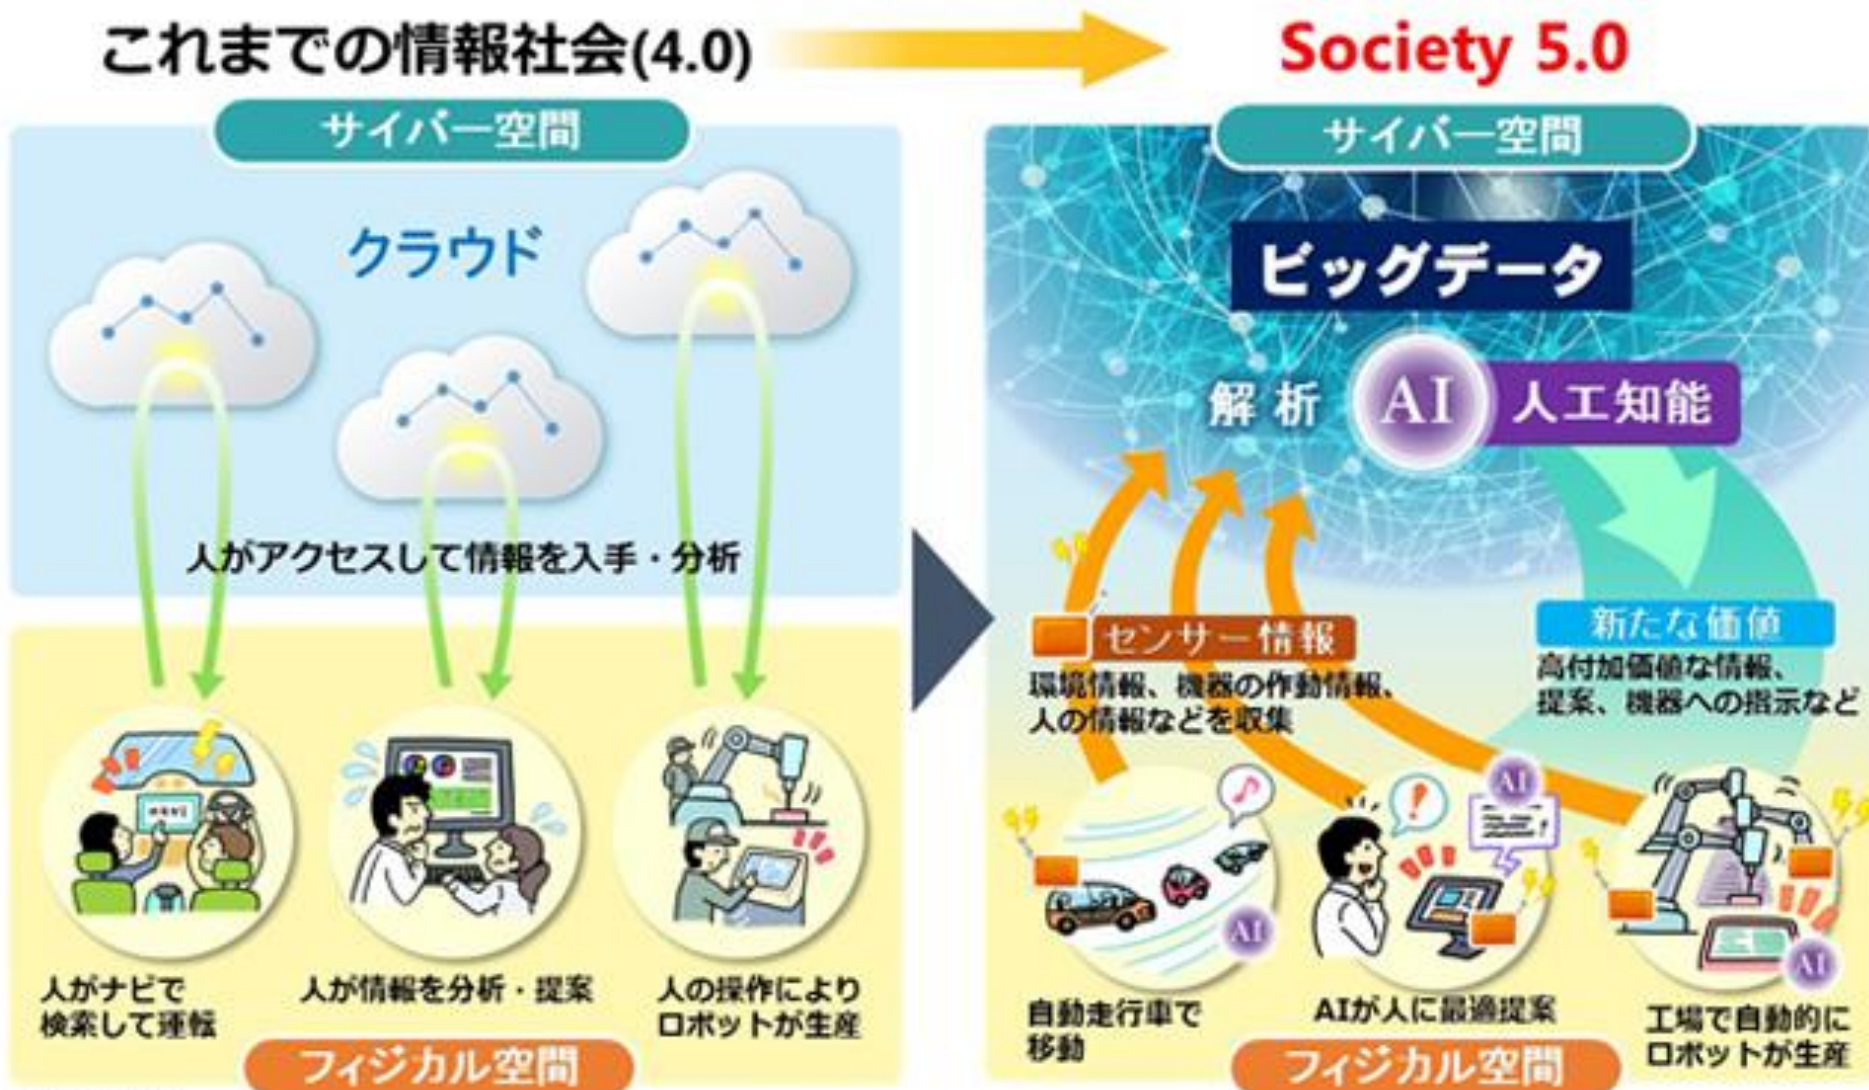 これまでの情報社会(4.0)
Society 5.0
サイバー空間
クラウド
人がアクセスして情報を入手・分析
人がナビで
検索して運転
人が情報を分析・提案
人の操作により
ロボットが生産
フィジカル空間
サイバー空間
ビッグデータ
解析
AI
人工知能
センサー情報
環境情報、機器の作動情報、
人の情報などを収集
新たな価値
高付加価値な情報、
提案、機器への指示など
AI
AI
AI
自動走行車で
移動
AIが人に最適提案
工場で自動的に
ロボットが生産
フィジカル空間